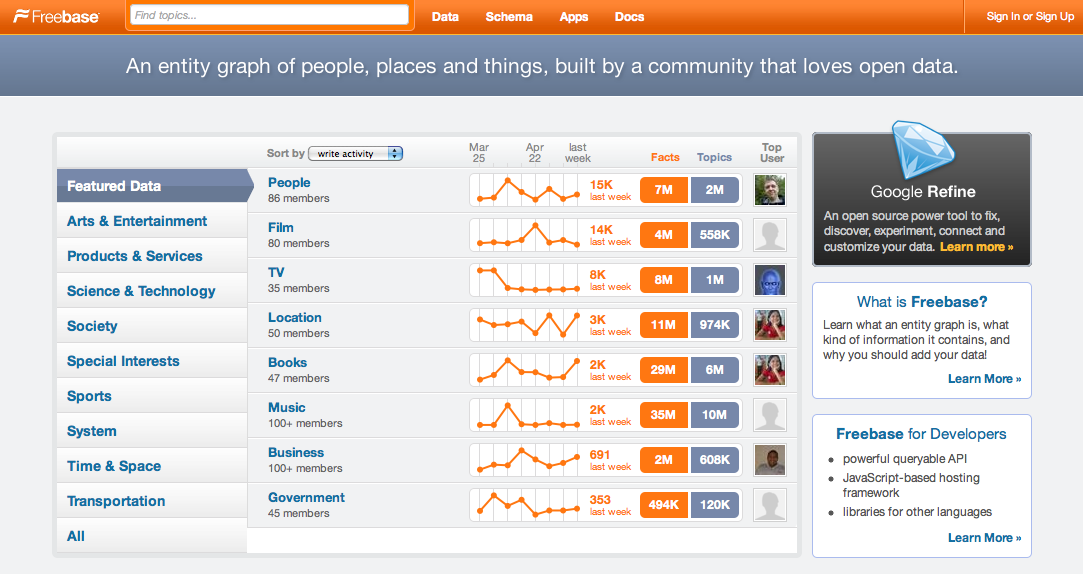 Freebase
Find topics...
Data
Schema
Apps
Docs
Sign In or Sign Up
An entity graph of people, places and things, built by a community that loves open data.
Sort by write activity
Mar 25
Apr 22
last week
Facts
Topics
Top User
Featured Data
Arts & Entertainment
Products & Services
Science & Technology
Society
Special Interests
Sports
System
Time & Space
Transportation
All
People
86 members
15K
last week
7M
2M
Film
80 members
14K
last week
4M
558K
TV
35 members
8K
last week
8M
1M
Location
50 members
3K
last week
11M
974K
Books
47 members
2K
last week
29M
6M
Music
100+ members
2K
last week
35M
10M
Business
100+ members
691
last week
2M
608K
Government
45 members
353
last week
494K
120K
Google Refine
An open source power tool to fix,
discover, experiment, connect and
customize your data. Learn more »
What is Freebase?
Learn what an entity graph is, what
kind of information it contains, and
why you should add your data!
Learn More »
Freebase for Developers
powerful queryable API
JavaScript-based hosting
framework
libraries for other languages
Learn More »